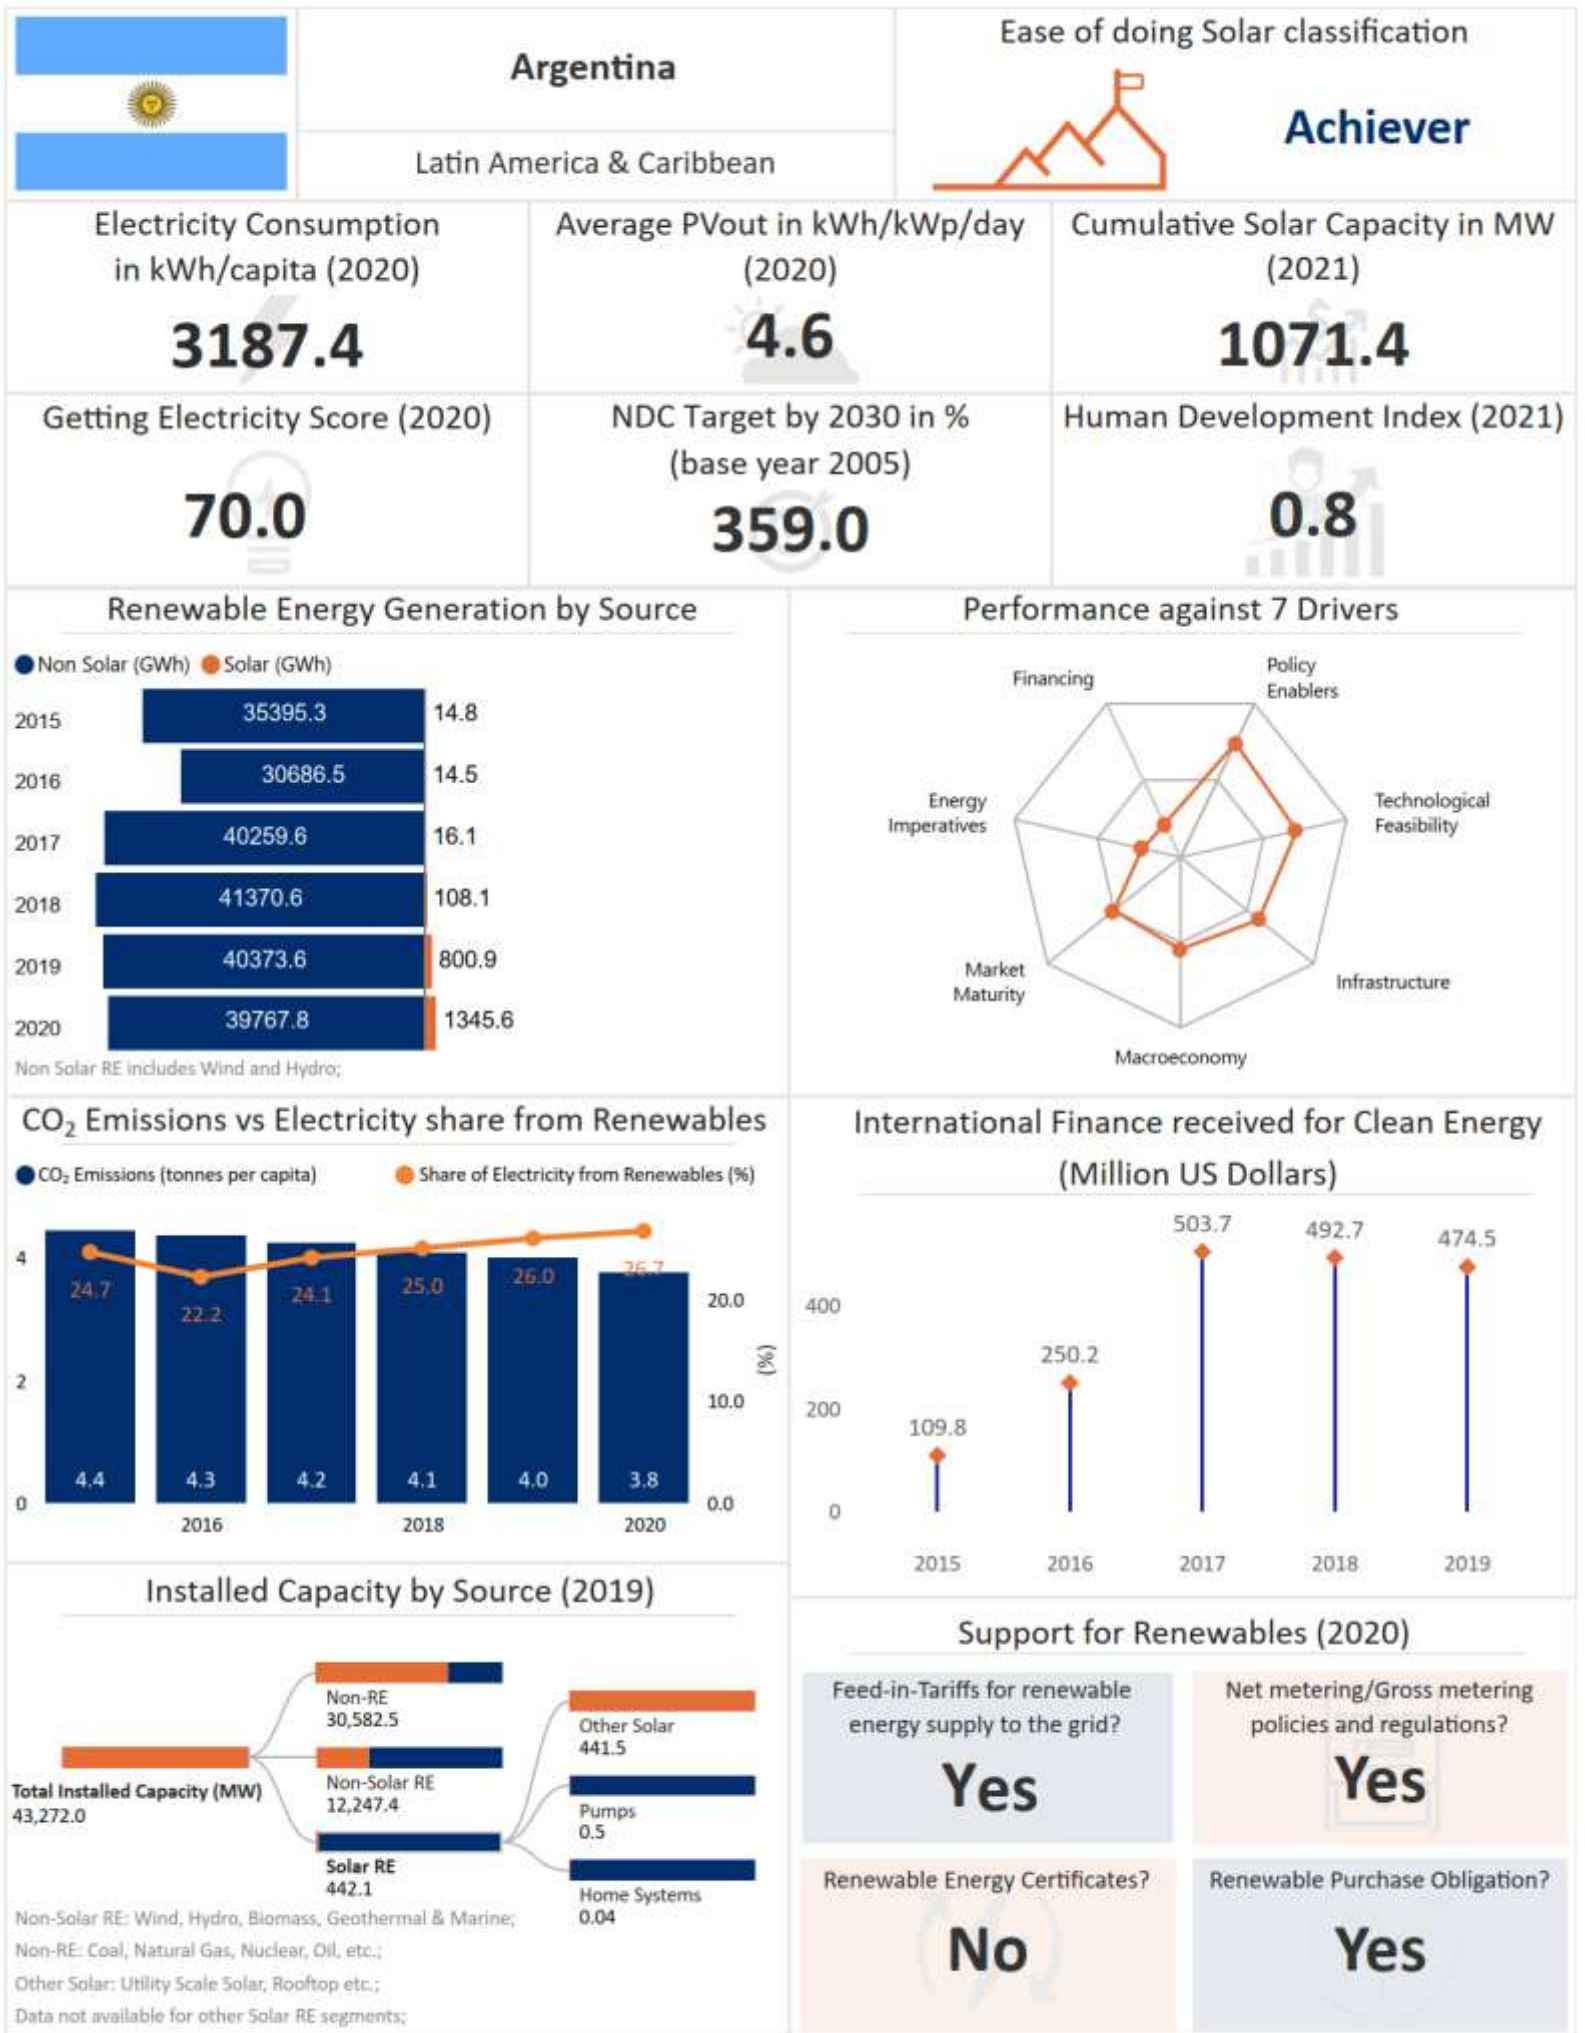 Argentina
Latin America & Caribbean
Ease of doing Solar classification
Achiever
Electricity Consumption
in kWh/capita (2020)
3187.4
Average PVout in kWh/kWp/day
(2020)
4.6
Cumulative Solar Capacity in MW
(2021)
1071.4
Getting Electricity Score (2020)
70.0
NDC Target by 2030 in %
(base year 2005)
359.0
Human Development Index (2021)
0.8
Renewable Energy Generation by Source
Non Solar (GWh) Solar (GWh)
2015 35395.3 14.8
2016 30686.5 14.5
2017 40259.6 16.1
2018 41370.6 108.1
2019 40373.6 800.9
2020 39767.8 1345.6
Non Solar RE includes Wind and Hydro;
Performance against 7 Drivers
Financing
Policy
Enablers
Energy
Imperatives
Technological
Feasibility
Market
Maturity
Infrastructure
Macroeconomy
CO₂ Emissions vs Electricity share from Renewables
CO₂ Emissions (tonnes per capita) Share of Electricity from Renewables (%)
4
2
0
24.7
22.2
24.1
25.0
26.0
26.7
20.0
10.0
0.0
(%)
4.4 4.3 4.2 4.1 4.0 3.8
2016 2018 2020
International Finance received for Clean Energy
(Million US Dollars)
503.7
492.7
474.5
400
250.2
200
109.8
0
2015 2016 2017 2018 2019
Installed Capacity by Source (2019)
Total Installed Capacity (MW)
43,272.0
Non-RE
30,582.5
Non-Solar RE
12,247.4
Solar RE
442.1
Other Solar
441.5
Pumps
0.5
Home Systems
0.04
Non-Solar RE: Wind, Hydro, Biomass, Geothermal & Marine;
Non-RE: Coal, Natural Gas, Nuclear, Oil, etc.;
Other Solar: Utility Scale Solar, Rooftop etc.;
Data not available for other Solar RE segments;
Support for Renewables (2020)
Feed-in-Tariffs for renewable
energy supply to the grid?
Yes
Net metering/Gross metering
policies and regulations?
Yes
Renewable Energy Certificates?
No
Renewable Purchase Obligation?
Yes